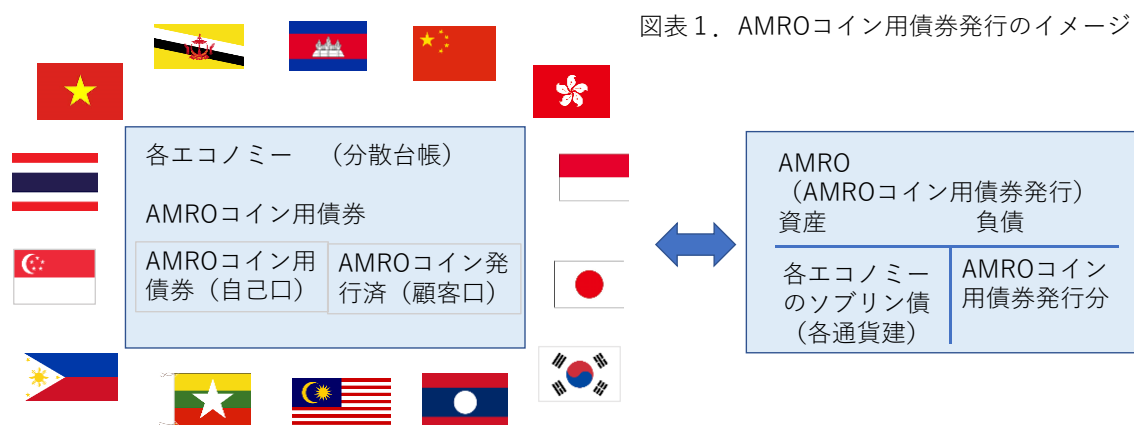 図表１．AMROコイン用債券発行のイメージ
各エコノミー　（分散台帳）
AMROコイン用債券
AMROコイン用
債券（自己口）
AMROコイン発
行済（顧客口）
AMRO
（AMROコイン用債券発行）
資産　　　　　負債
各エコノミー
のソブリン債
（各通貨建）
AMROコイン
用債券発行分